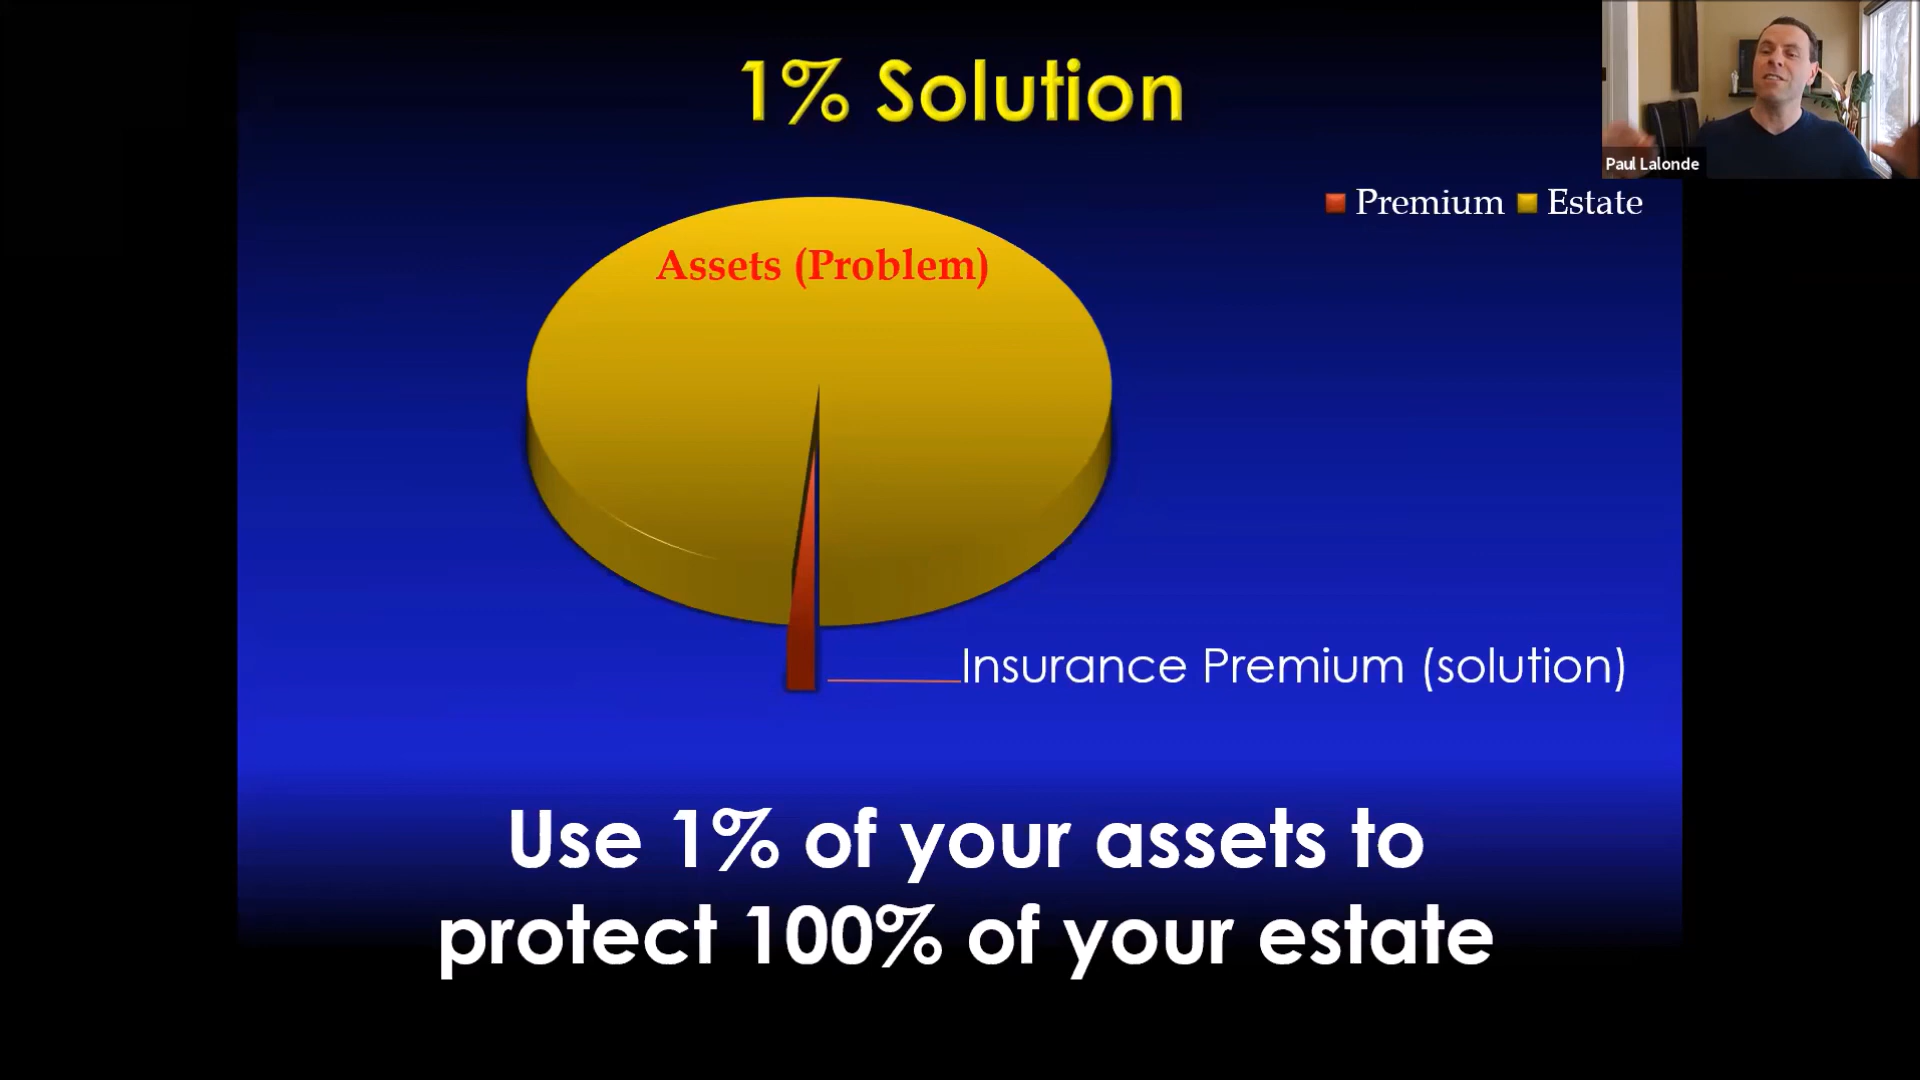 1% Solution
Paul Lalonde
Premium Estate
Assets (Problem)
Insurance Premium (solution)
Use 1% of your assets to
protect 100% of your estate